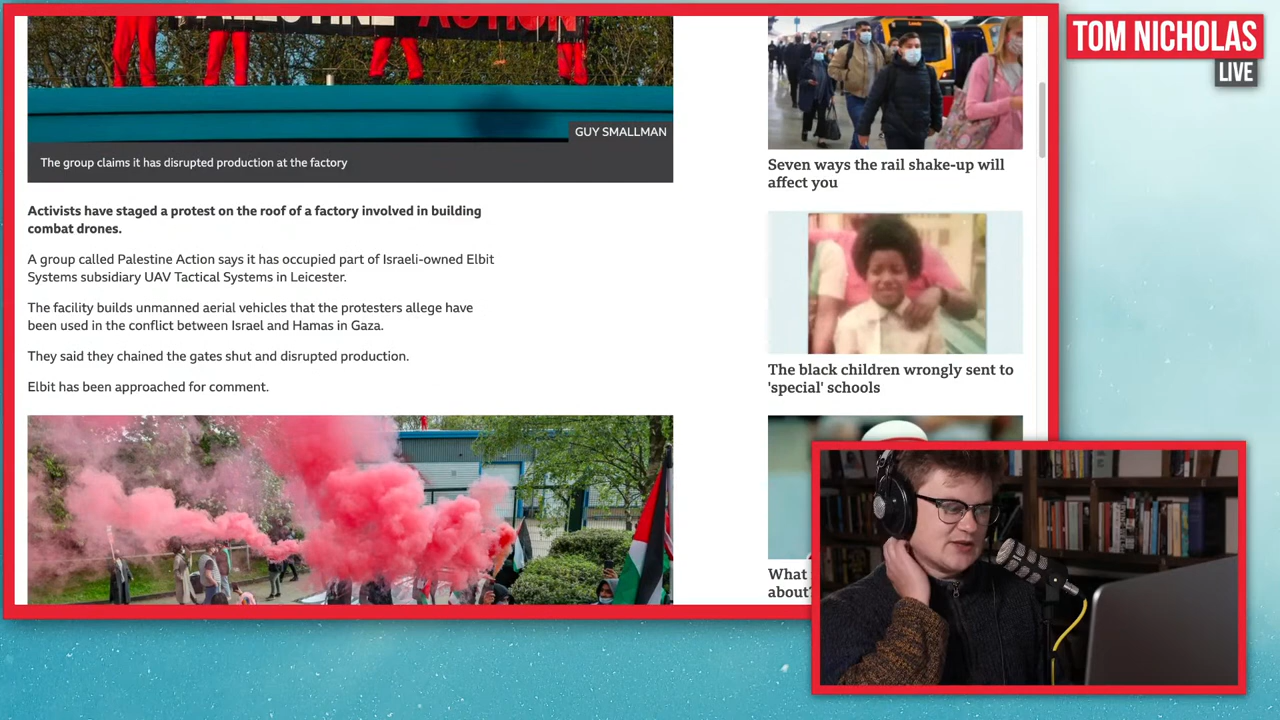 PALESTINE ACTION
GUY SMALLMAN
The group claims it has disrupted production at the factory
Activists have staged a protest on the roof of a factory involved in building
combat drones.
A group called Palestine Action says it has occupied part of Israeli-owned Elbit
Systems subsidiary UAV Tactical Systems in Leicester.
The facility builds unmanned aerial vehicles that the protesters allege have
been used in the conflict between Israel and Hamas in Gaza.
They said they chained the gates shut and disrupted production.
Elbit has been approached for comment.
Seven ways the rail shake-up will
affect you
The black children wrongly sent to
'special' schools
What
about?
TOM NICHOLAS
LIVE